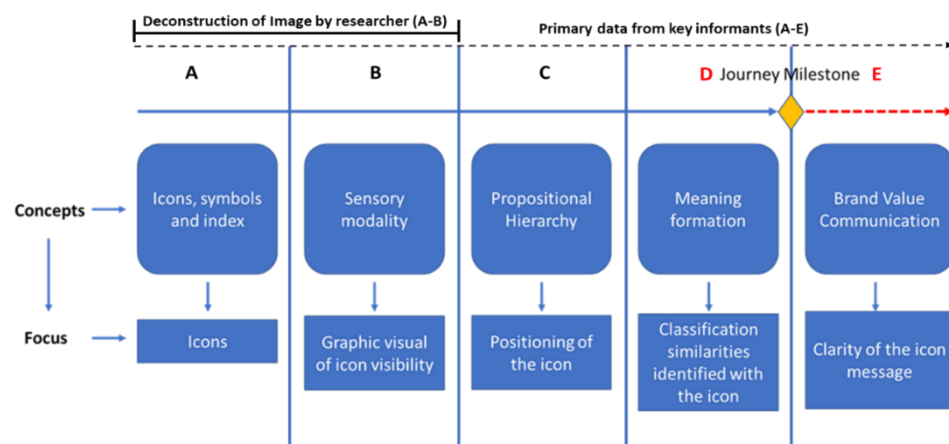 Deconstruction of Image by researcher (A-B)
Primary data from key informants (A-E)
A
B
C
D Journey Milestone E
Concepts
Icons, symbols
and index
Sensory
modality
Propositional
Hierarchy
Meaning
formation
Brand Value
Communication
Focus
Icons
Graphic visual
of icon visibility
Positioning of
the icon
Classification
similarities
identified with
the icon
Clarity of the icon
message